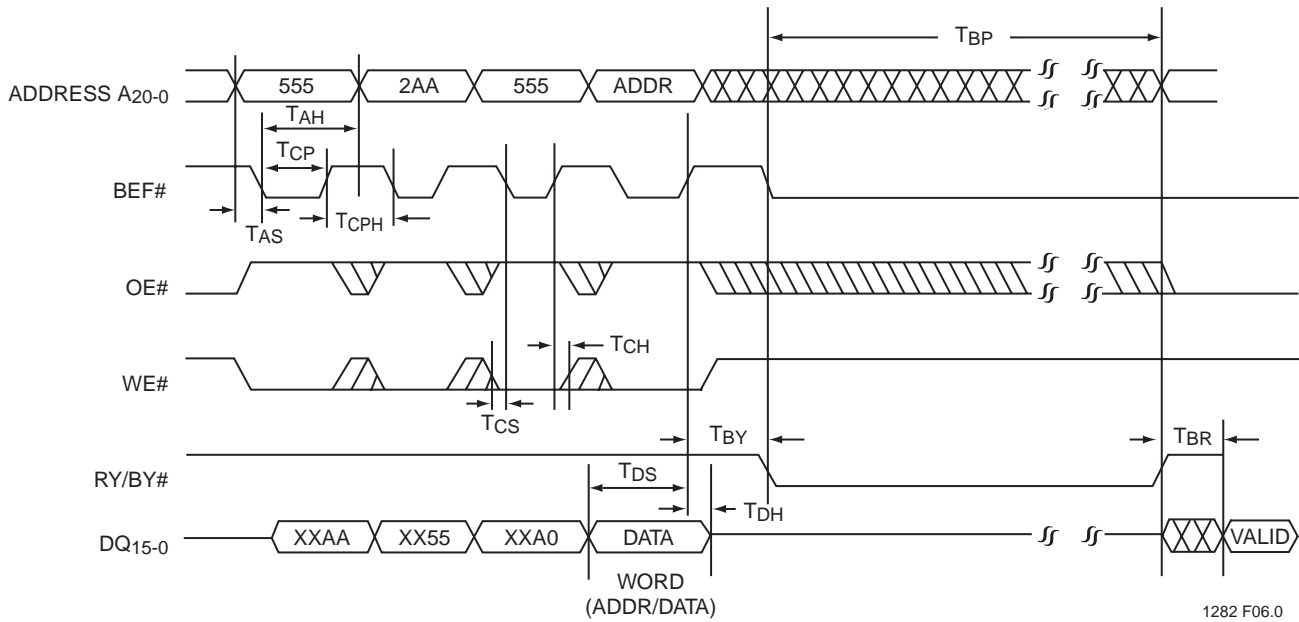 TBP
ADDRESS A20-0 555 2AA 555 ADDR
TAH
TCP
BEF#
TAS TCPH
OE#
TCH
WE#
TCS
TBY TBR
RY/BY#
TDS
TDH
DQ15-0 XXAA XX55 XXA0 DATA VALID
WORD
(ADDR/DATA)
1282 F06.0